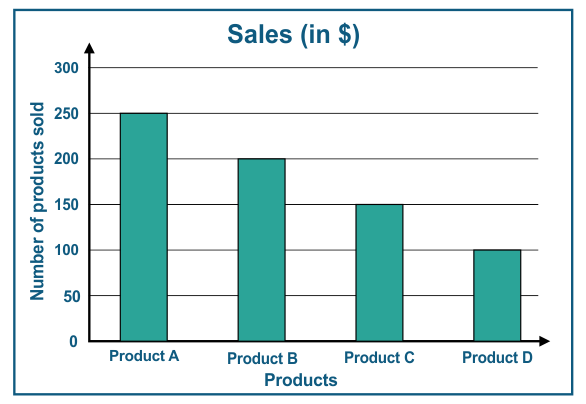 Sales (in $)
Number of products sold
300
250
200
150
100
50
0
Product A
Product B
Product C
Product D
Products